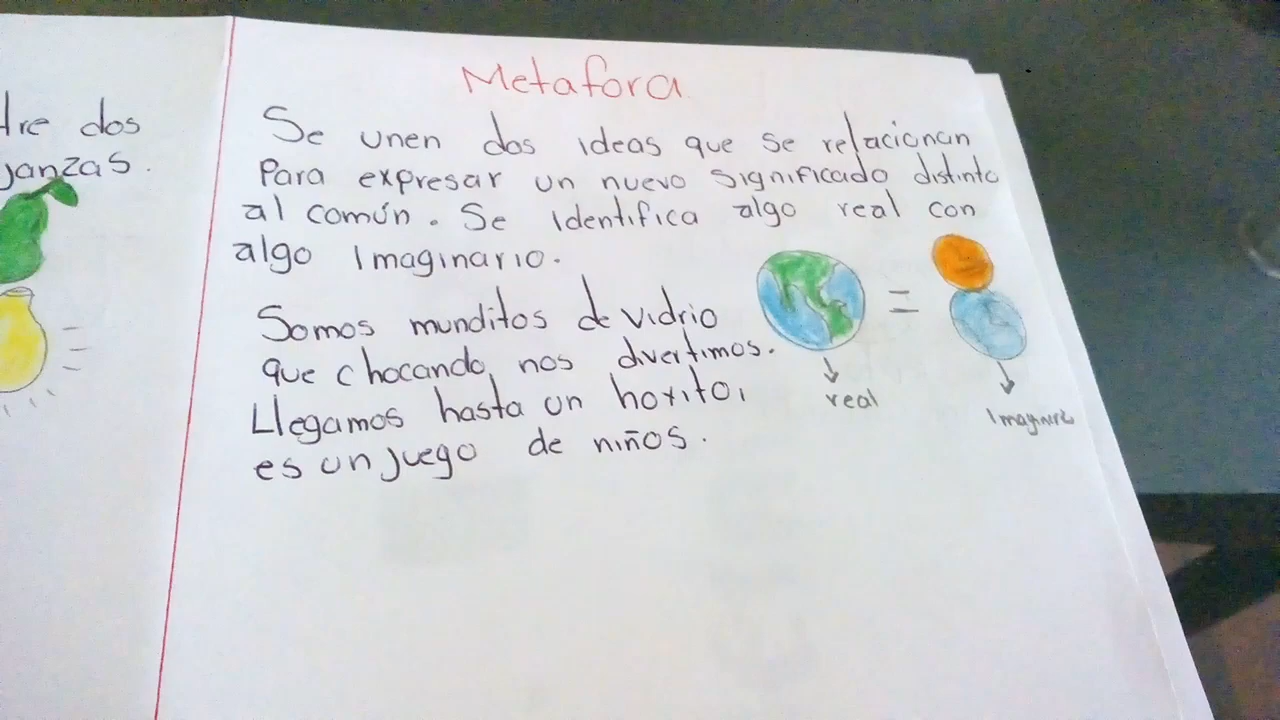 tre dos
janzas.
Metafora
Se unen dos ideas que se relacionan
Para expresar un nuevo significado distinto
al común. Se identifica algo real con
algo Imaginario.
Somos munditos de vidrio
que chocando, nos divertimos.
Llegamos hasta un hoyito,
es un juego de niños.
=
real